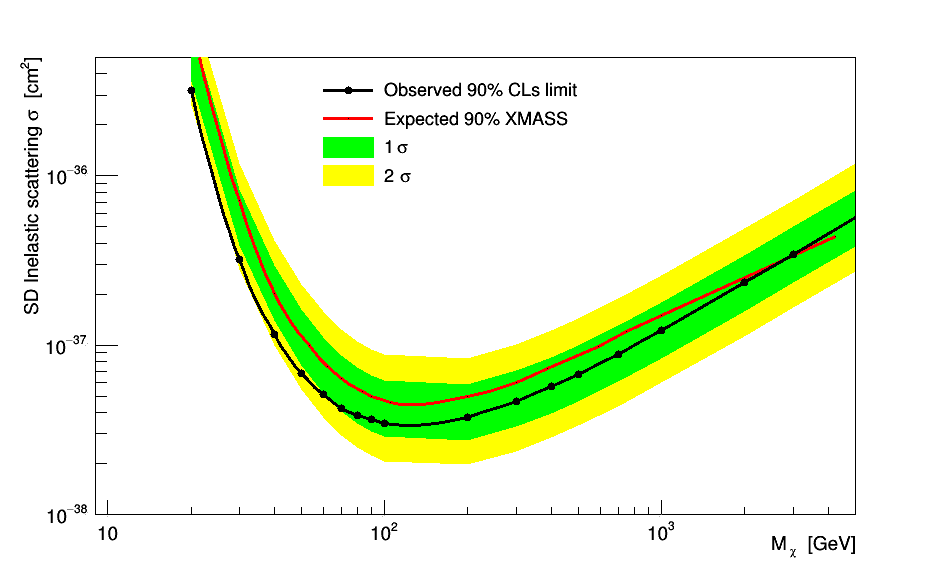 SD Inelastic scattering σ [cm²]
Observed 90% CLs limit
Expected 90% XMASS
1 σ
2 σ
10⁻³⁶
10⁻³⁷
10⁻³⁸
10
10²
10³
M_χ [GeV]